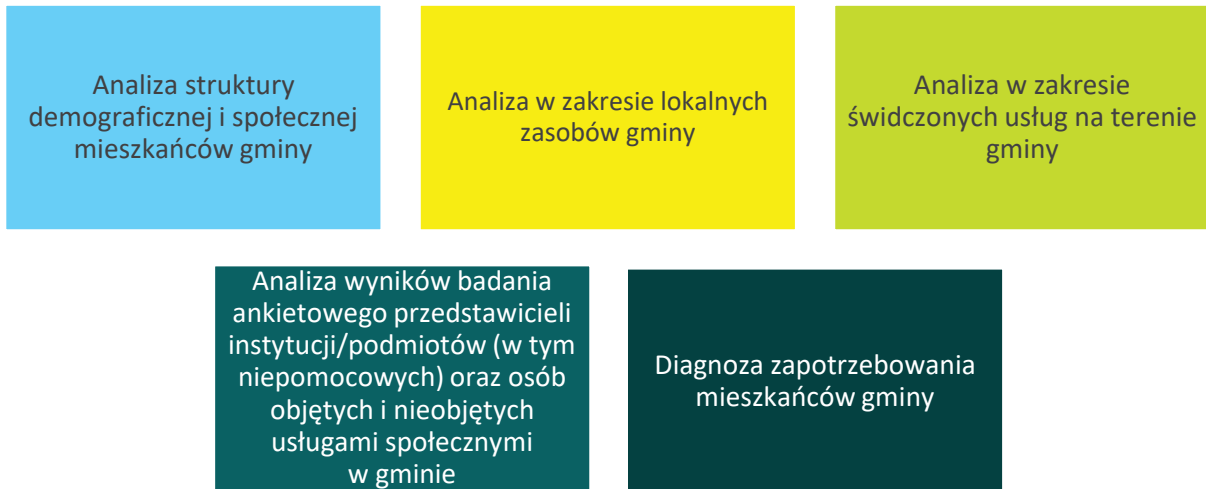 Analiza struktury
demograficznej i społecznej
mieszkańców gminy
Analiza w zakresie lokalnych
zasobów gminy
Analiza w zakresie
świdczonych usług na terenie
gminy
Analiza wyników badania
ankietowego przedstawicieli
instytucji/podmiotów (w tym
niepomocowych) oraz osób
objętych i nieobjętych
usługami społecznymi
w gminie
Diagnoza zapotrzebowania
mieszkańców gminy